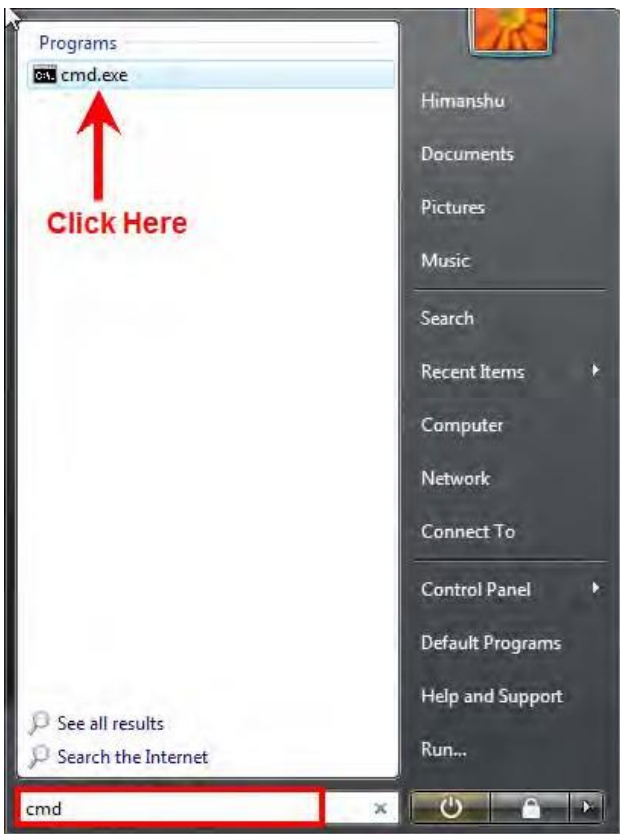 Programs
cmd.exe
Click Here
See all results
Search the Internet
cmd
Himanshu
Documents
Pictures
Music
Search
Recent Items
Computer
Network
Connect To
Control Panel
Default Programs
Help and Support
Run...